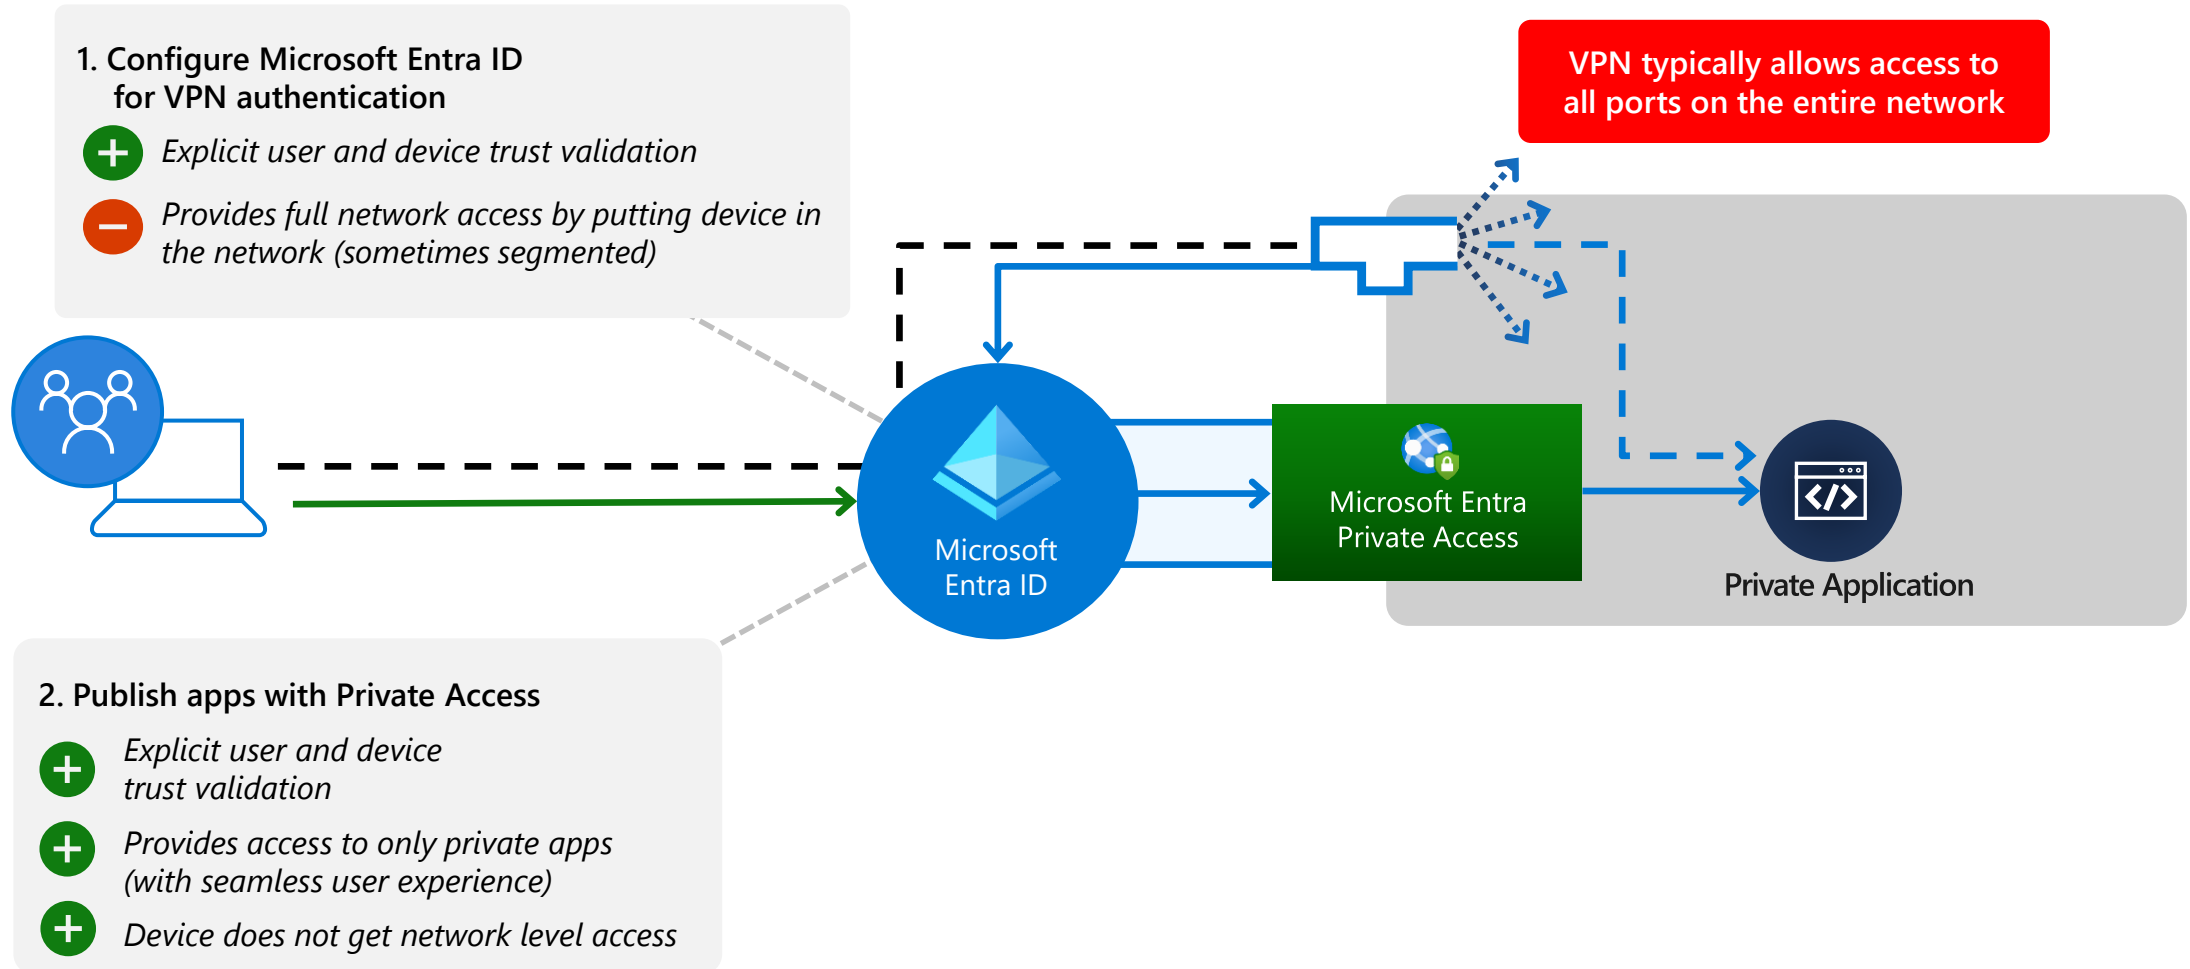 1. Configure Microsoft Entra ID
for VPN authentication
Explicit user and device trust validation
Provides full network access by putting device in
the network (sometimes segmented)
VPN typically allows access to
all ports on the entire network
Microsoft
Entra ID
Microsoft Entra
Private Access
Private Application
2. Publish apps with Private Access
Explicit user and device
trust validation
Provides access to only private apps
(with seamless user experience)
Device does not get network level access